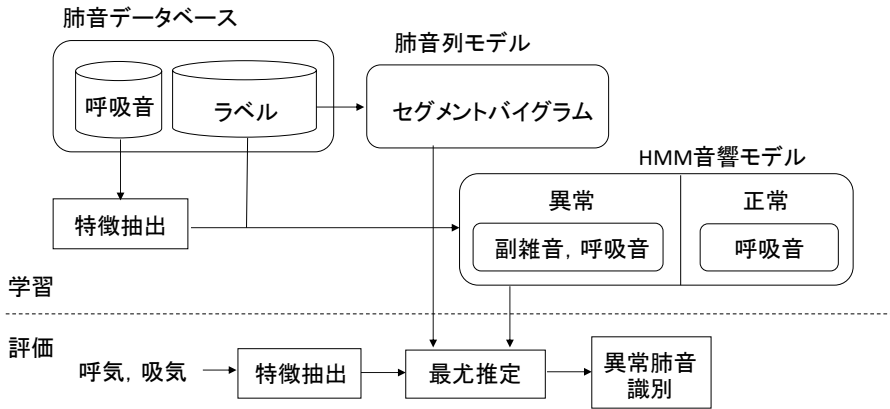 肺音データベース
呼吸音
ラベル
肺音列モデル
セグメントバイグラム
HMM音響モデル
異常
正常
副雑音, 呼吸音
呼吸音
特徴抽出
学習
評価
呼気, 吸気
特徴抽出
最尤推定
異常肺音
識別